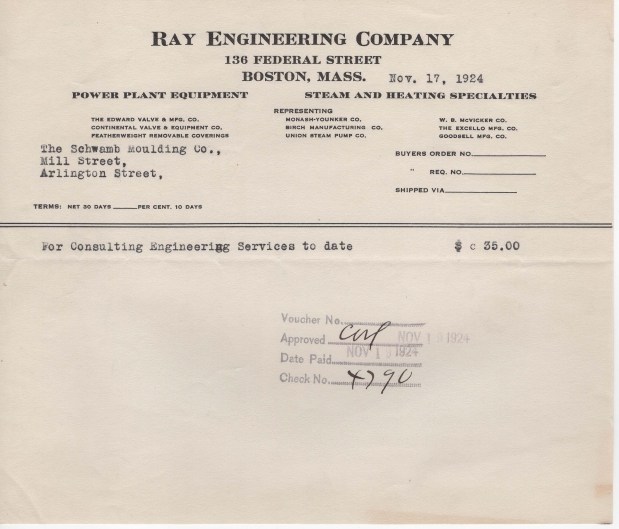 RAY ENGINEERING COMPANY
136 FEDERAL STREET
BOSTON, MASS. Nov. 17, 1924
POWER PLANT EQUIPMENT STEAM AND HEATING SPECIALTIES
REPRESENTING
THE EDWARD VALVE & MFG. CO. MONASH-YOUNKER CO. W. B. McVICKER CO.
CONTINENTAL VALVE & EQUIPMENT CO. BIRCH MANUFACTURING CO. THE EXCELLO MFG. CO.
FEATHERWEIGHT REMOVABLE COVERINGS UNION STEAM PUMP CO. GOODSELL MFG. CO.
The Schwamb Moulding Co.,
Mill Street,
Arlington Street,
BUYERS ORDER NO.
" REQ. NO.
SHIPPED VIA
TERMS: NET 30 DAYS PER CENT, 10 DAYS
For Consulting Engineering Services to date $ c 35.00
Voucher No.
Approved NOV 1 1924
Date Paid NOV 1 1924
Check No. 4790